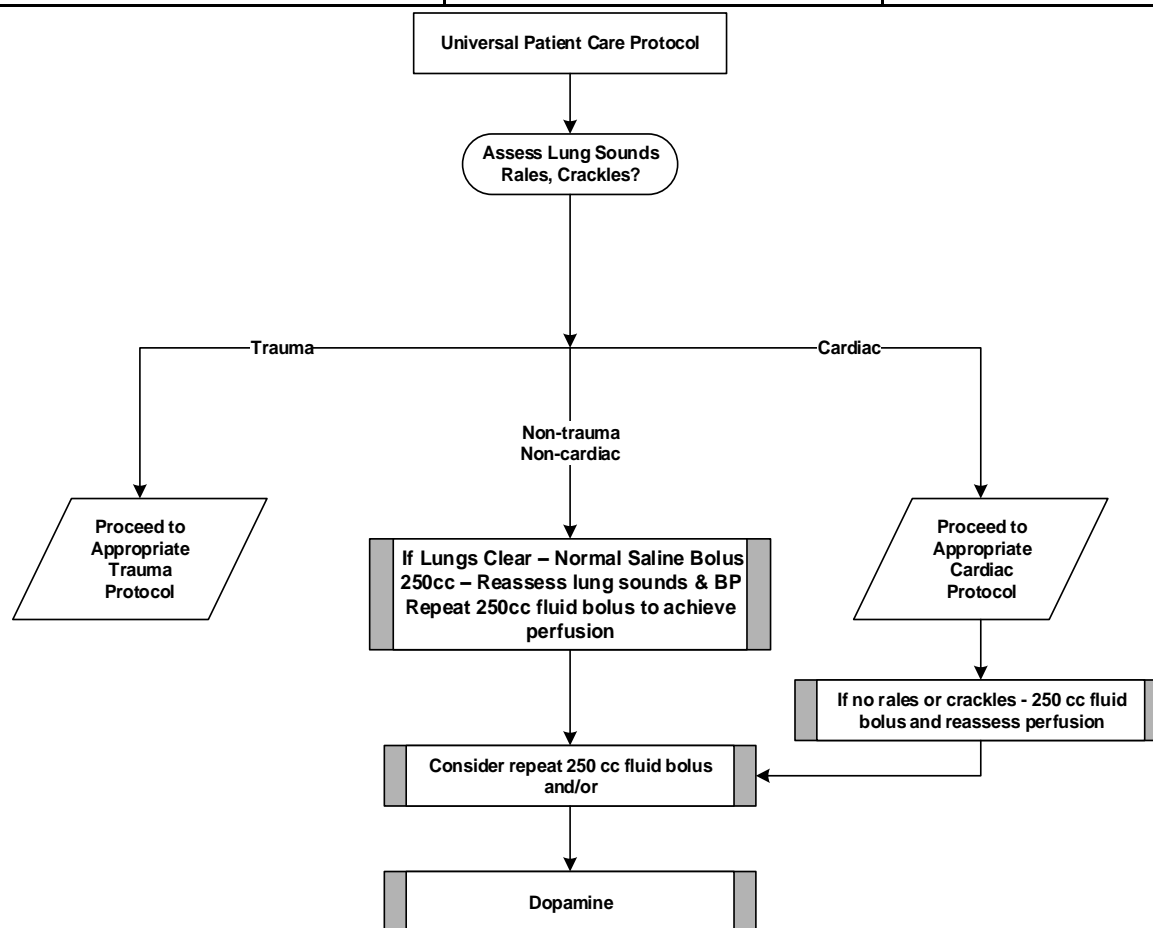 Universal Patient Care Protocol
Assess Lung Sounds
Rales, Crackles?
Trauma
Cardiac
Non-trauma
Non-cardiac
Proceed to
Appropriate
Trauma
Protocol
If Lungs Clear – Normal Saline Bolus
250cc – Reassess lung sounds & BP
Repeat 250cc fluid bolus to achieve
perfusion
Proceed to
Appropriate
Cardiac
Protocol
If no rales or crackles - 250 cc fluid
bolus and reassess perfusion
Consider repeat 250 cc fluid bolus
and/or
Dopamine